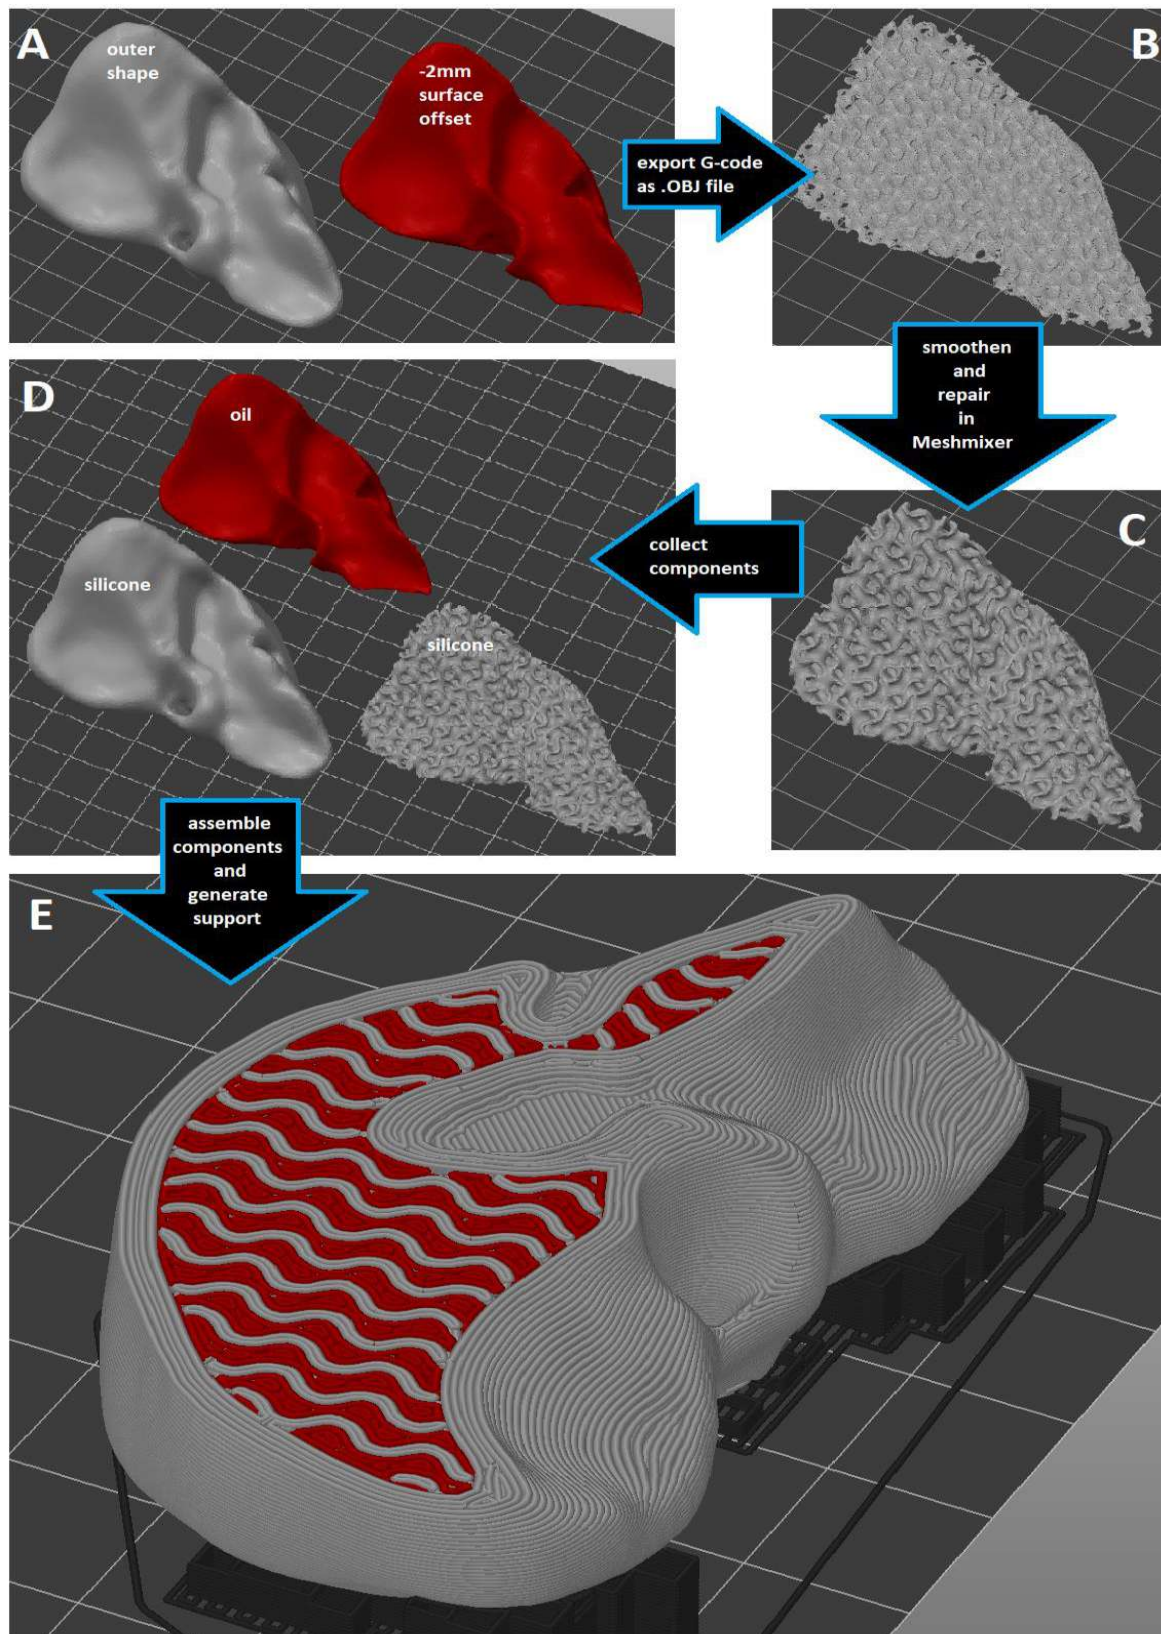 A
outer
shape
-2mm
surface
offset
export G-code
as .OBJ file
B
smoothen
and
repair
in
Meshmixer
C
collect
components
D
oil
silicone
silicone
assemble
components
and
generate
support
E